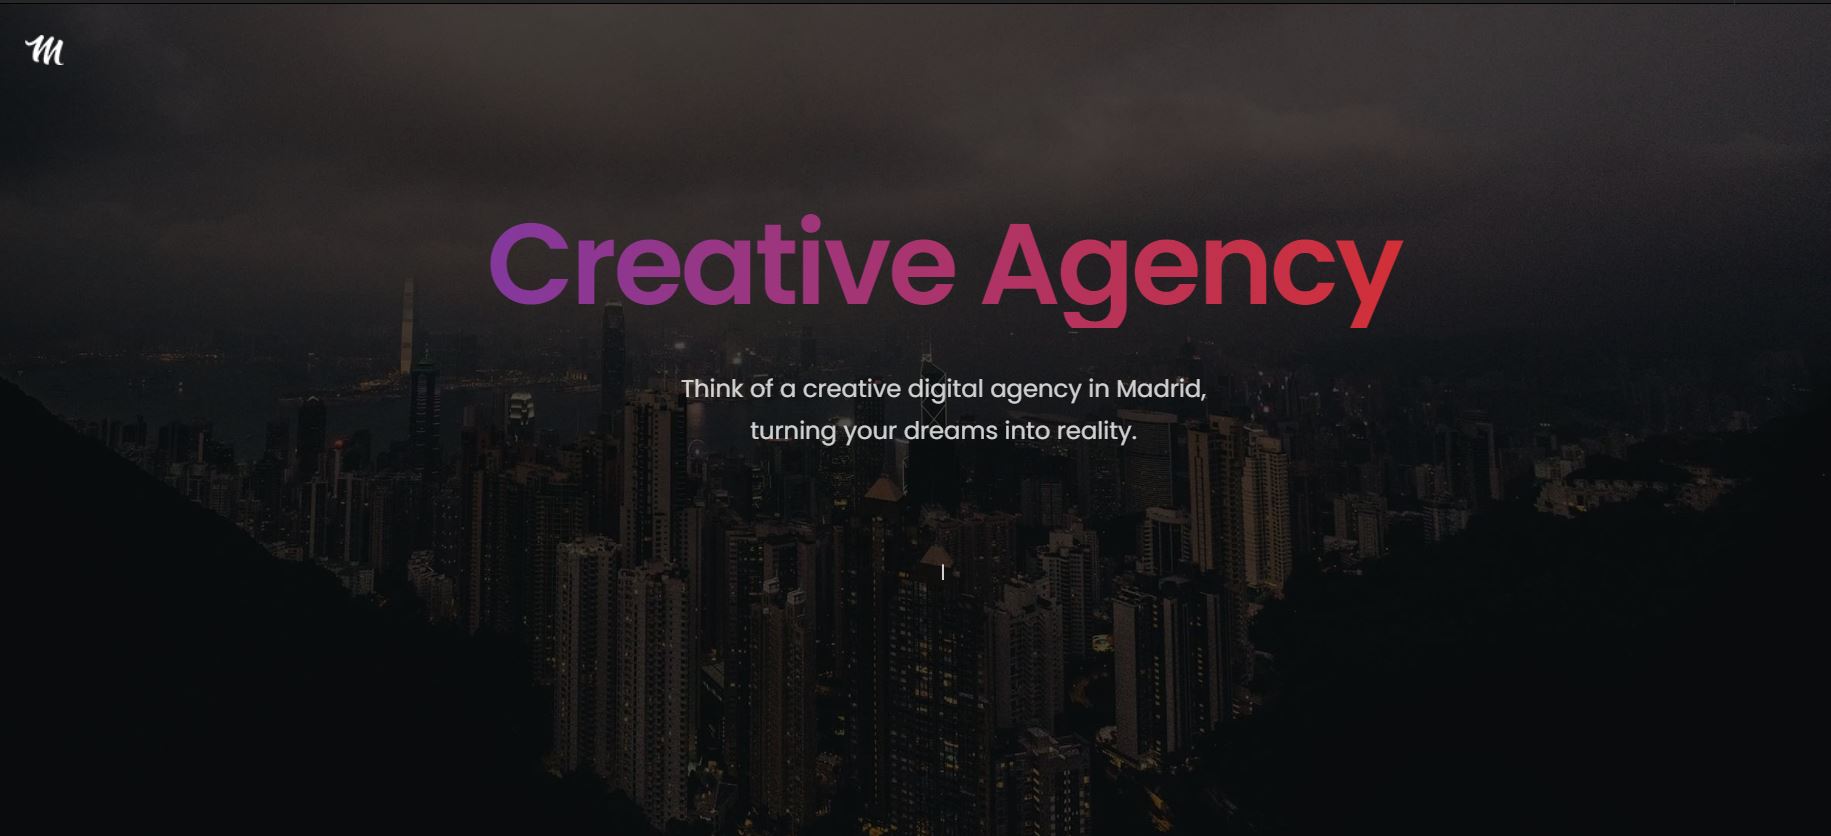 M
Creative Agency
Think of a creative digital agency in Madrid,
turning your dreams into reality.